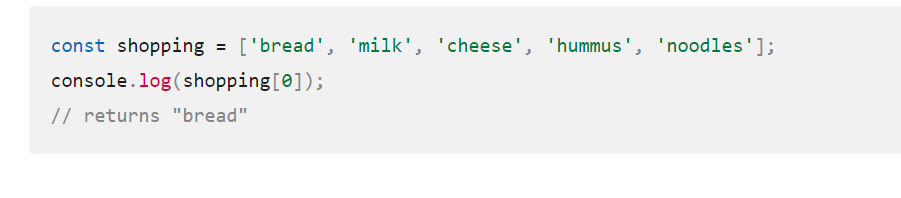 const shopping = ['bread', 'milk', 'cheese', 'hummus', 'noodles'];
console.log(shopping[0]);
// returns "bread"